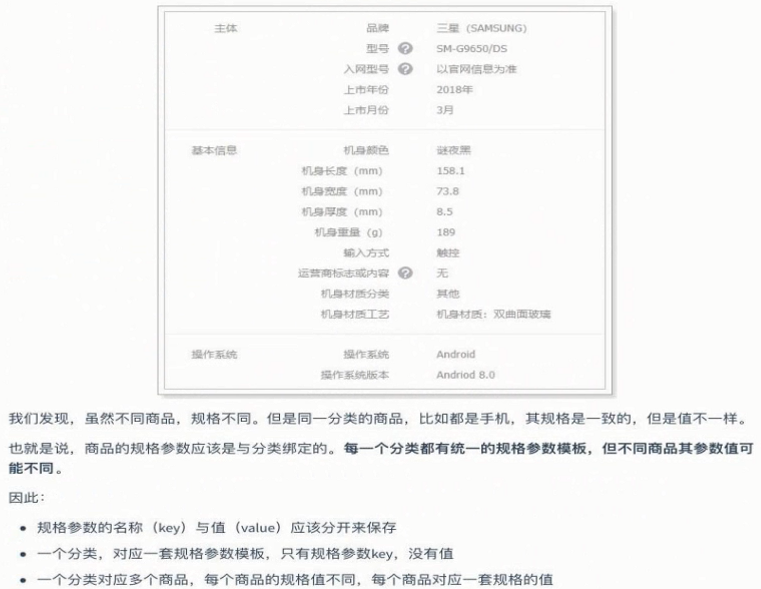 主体 品牌 三星（SAMSUNG）
型号 ? SM-G9650/DS
入网型号 ? 以官网信息为准
上市年份 2018年
上市月份 3月
基本信息 机身颜色 谜夜黑
机身长度（mm） 158.1
机身宽度（mm） 73.8
机身厚度（mm） 8.5
机身重量（g） 189
输入方式 触控
运营商标志或内容 ? 无
机身材质分类 其他
机身材质工艺 机身材质：双曲面玻璃
操作系统 操作系统 Android
操作系统版本 Andriod 8.0
我们发现，虽然不同商品，规格不同。但是同一分类的商品，比如都是手机，其规格是一致的，但是值不一样。
也就是说，商品的规格参数应该是与分类绑定的。每一个分类都有统一的规格参数模板，但不同商品其参数值可
能不同。
因此：
• 规格参数的名称（key）与值（value）应该分开来保存
• 一个分类，对应一套规格参数模板，只有规格参数key，没有值
• 一个分类对应多个商品，每个商品的规格值不同，每个商品对应一套规格的值